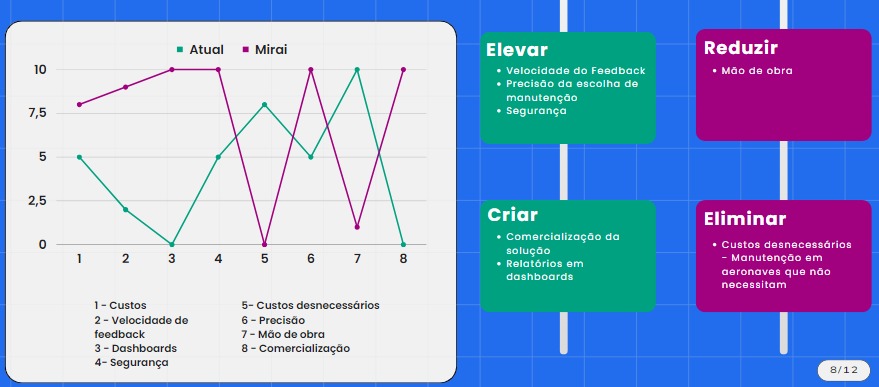 Atual
Mirai
10
7,5
5
2,5
0
1 2 3 4 5 6 7 8
1 - Custos
2 - Velocidade de
feedback
3 - Dashboards
4- Segurança
5- Custos desnecessários
6 - Precisão
7 - Mão de obra
8 - Comercialização
Elevar
• Velocidade do Feedback
• Precisão da escolha de
manutenção
• Segurança
Reduzir
• Mão de obra
Criar
• Comercialização da
solução
• Relatórios em
dashboards
Eliminar
• Custos desnecessários
- Manutenção em
aeronaves que não
necessitam
8/12